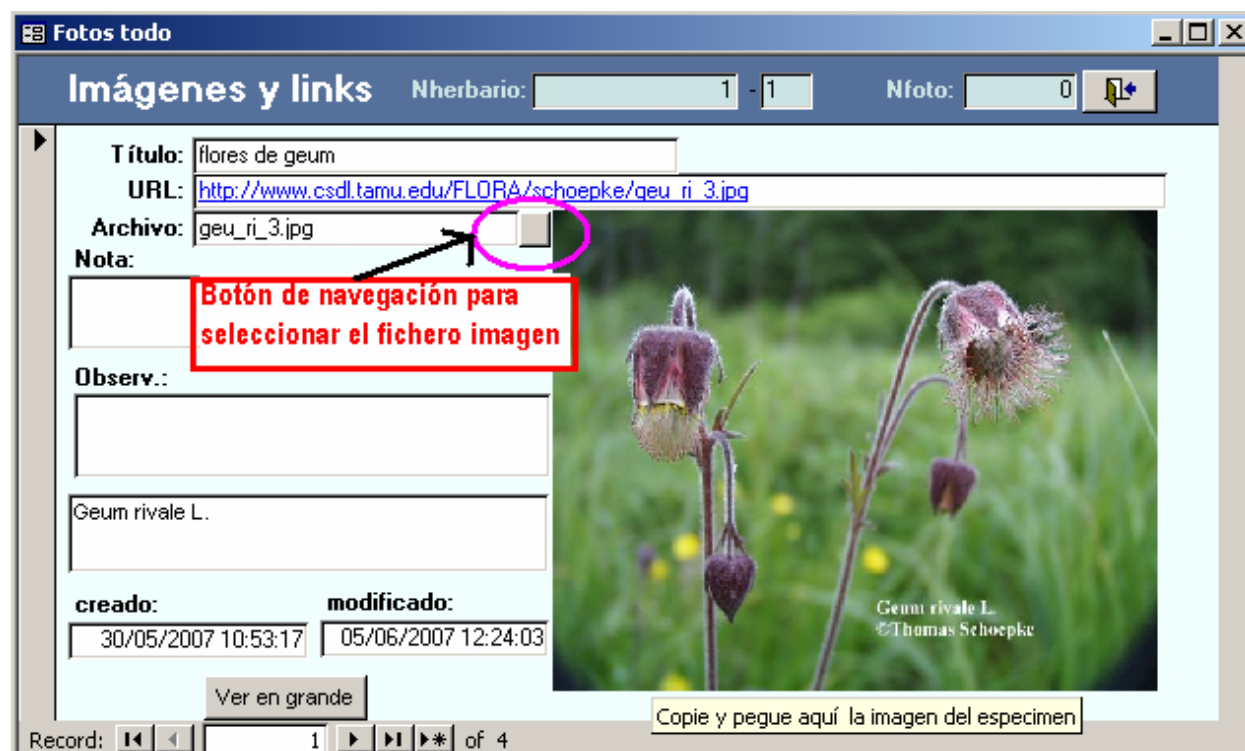 Fotos todo
Imágenes y links Nherbario: 1 - 1 Nfoto: 0
Título: flores de geum
URL: http://www.csdl.tamu.edu/FLORA/schoepke/geu_ri_3.jpg
Archivo: geu_ri_3.jpg
Nota:
Botón de navegación para
seleccionar el fichero imagen
Observ.:
Geum rivale L.
creado: modificado:
30/05/2007 10:53:17 05/06/2007 12:24:03
Geum rivale L.
©Thomas Schoepke
Ver en grande
Copie y pegue aquí la imagen del especimen
Record: 1 of 4